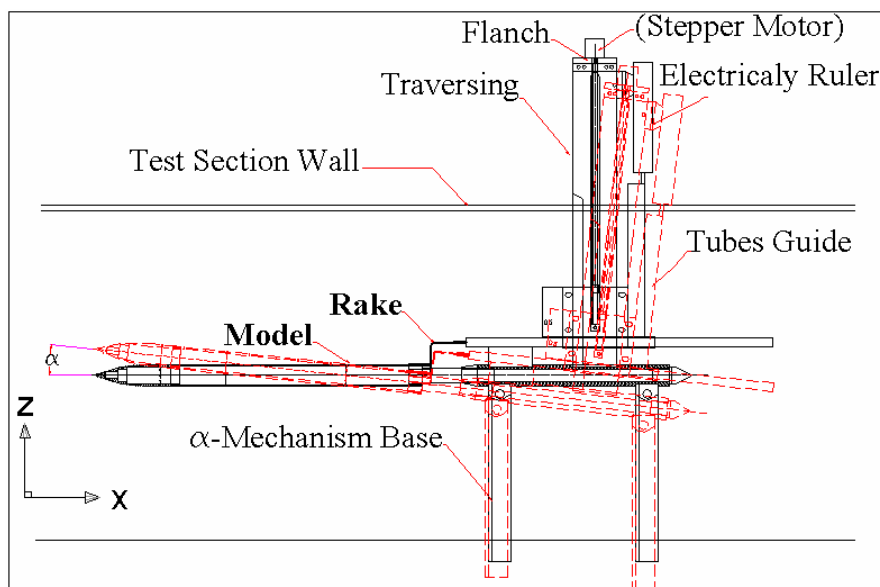 (Stepper Motor)
Flanch
Electricaly Ruler
Traversing
Test Section Wall
Tubes Guide
Rake
Model
α
Z
α-Mechanism Base
X